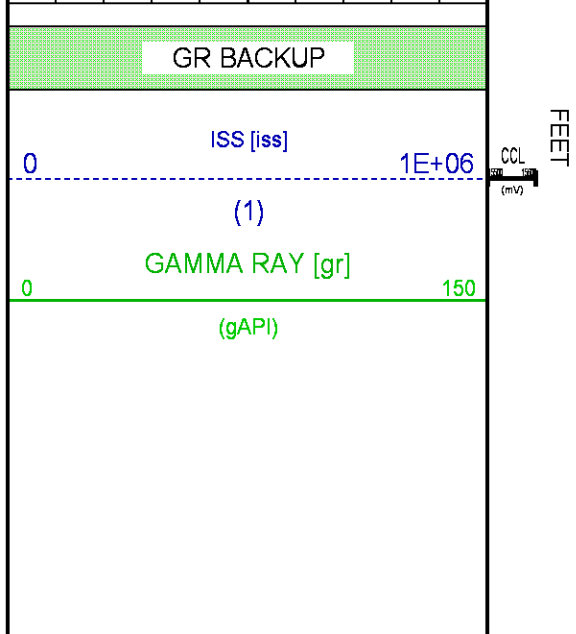 GR BACKUP
ISS [iss]
0 1E+06
(1)
GAMMA RAY [gr]
0 150
(gAPI)
CCL
(mV)
FEET